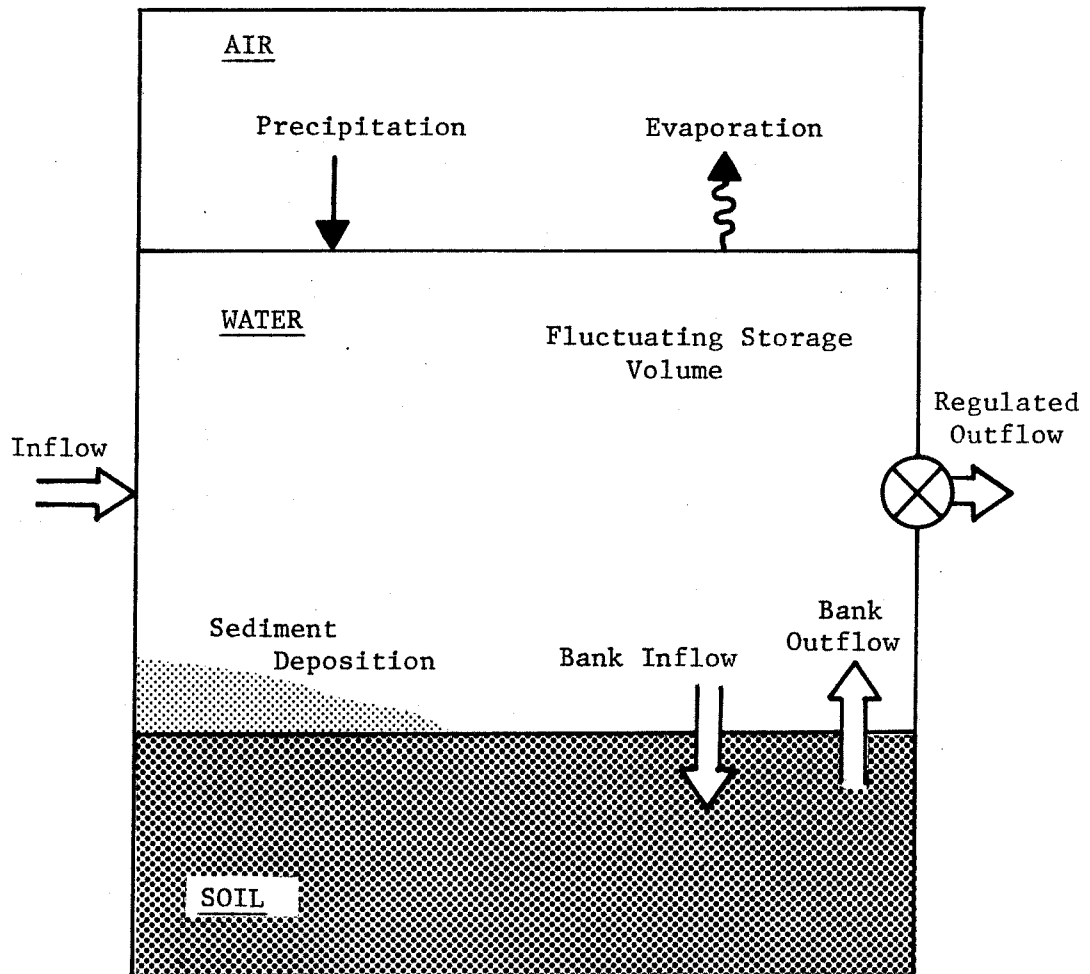 AIR
Precipitation
Evaporation
WATER
Fluctuating Storage
Volume
Regulated
Outflow
Inflow
Sediment
Deposition
Bank Inflow
Bank
Outflow
SOIL